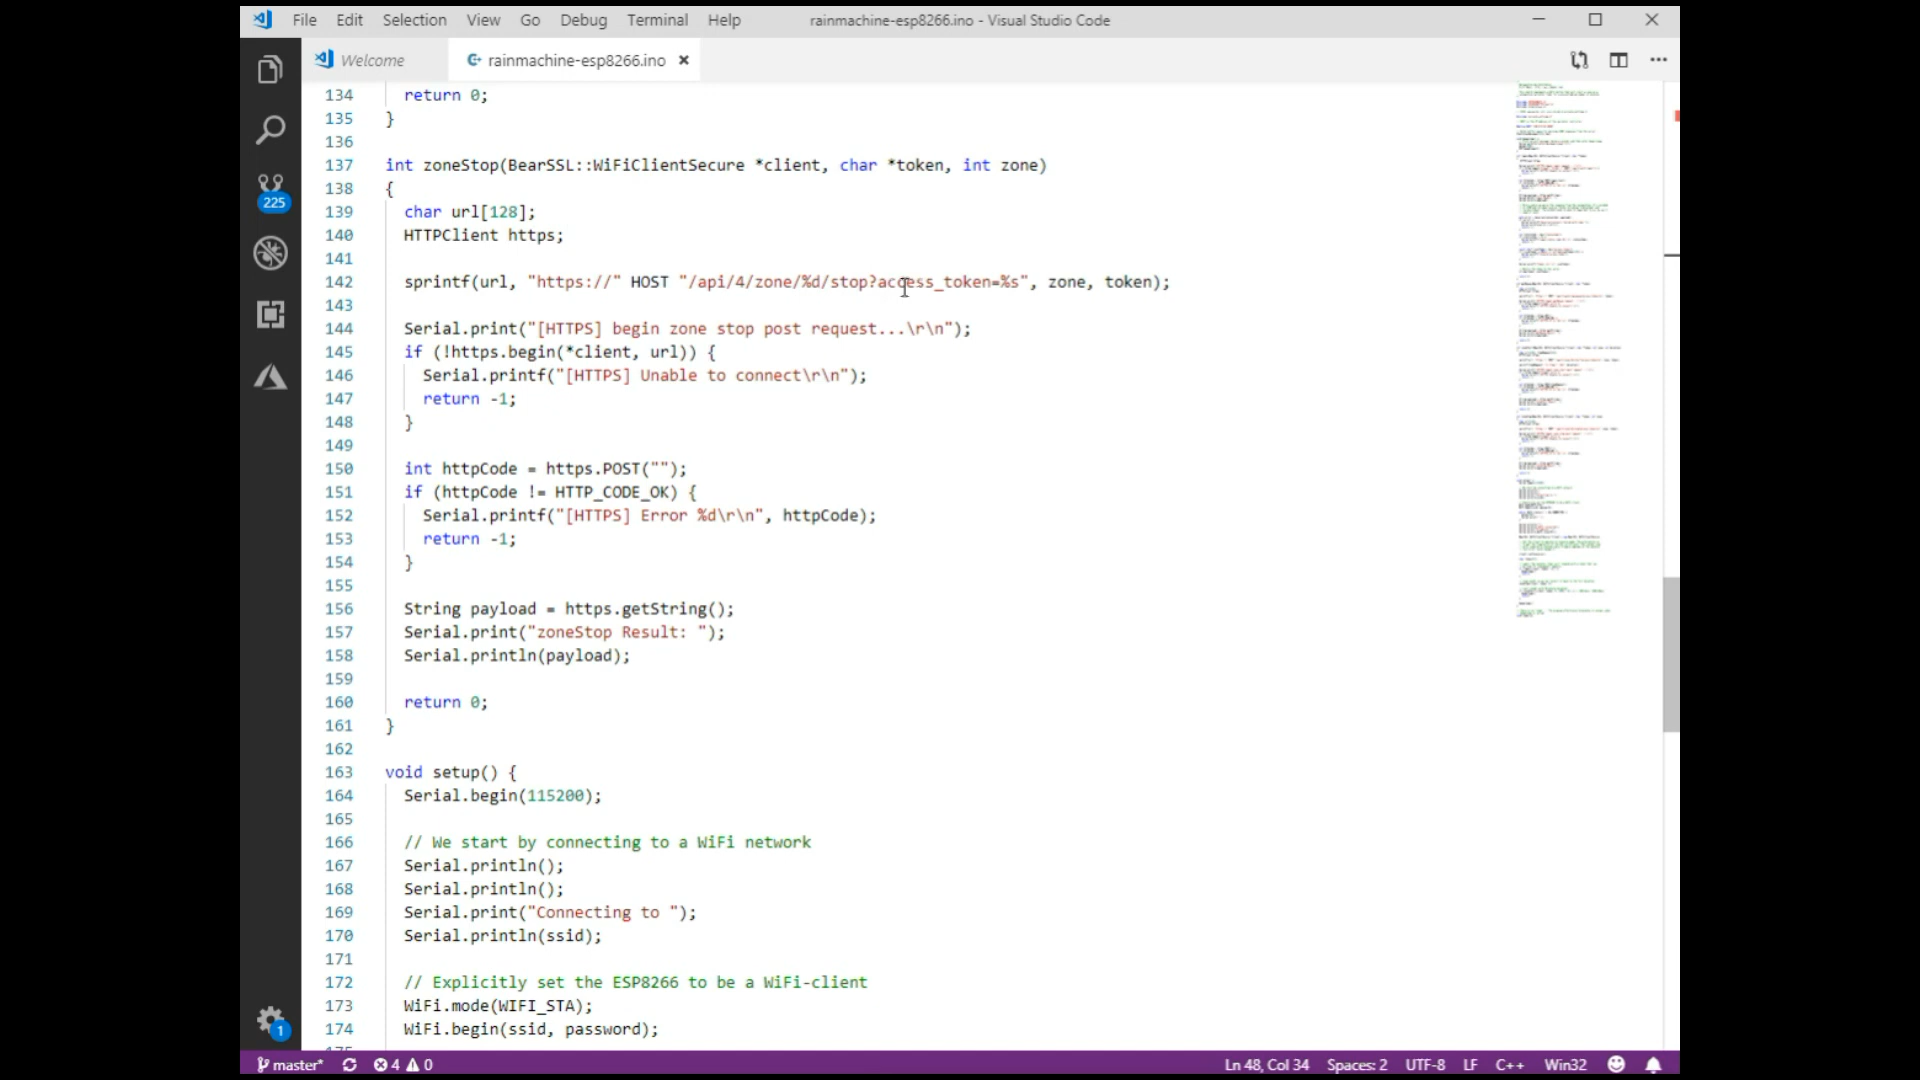 File Edit Selection View Go Debug Terminal Help rainmachine-esp8266.ino - Visual Studio Code
Welcome rainmachine-esp8266.ino
134 return 0;
135 }
136
137 int zoneStop(BearSSL::WiFiClientSecure *client, char *token, int zone)
138 {
139 char url[128];
140 HTTPClient https;
141
142 sprintf(url, "https://" HOST "/api/4/zone/%d/stop?access_token=%s", zone, token);
143
144 Serial.print("[HTTPS] begin zone stop post request...\r\n");
145 if (!https.begin(*client, url)) {
146 Serial.printf("[HTTPS] Unable to connect\r\n");
147 return -1;
148 }
149
150 int httpCode = https.POST("");
151 if (httpCode != HTTP_CODE_OK) {
152 Serial.printf("[HTTPS] Error %d\r\n", httpCode);
153 return -1;
154 }
155
156 String payload = https.getString();
157 Serial.print("zoneStop Result: ");
158 Serial.println(payload);
159
160 return 0;
161 }
162
163 void setup() {
164 Serial.begin(115200);
165
166 // We start by connecting to a WiFi network
167 Serial.println();
168 Serial.println();
169 Serial.print("Connecting to ");
170 Serial.println(ssid);
171
172 // Explicitly set the ESP8266 to be a WiFi-client
173 WiFi.mode(WIFI_STA);
174 WiFi.begin(ssid, password);
225
1
master* 4 0 Ln 48, Col 34 Spaces: 2 UTF-8 LF C++ Win32